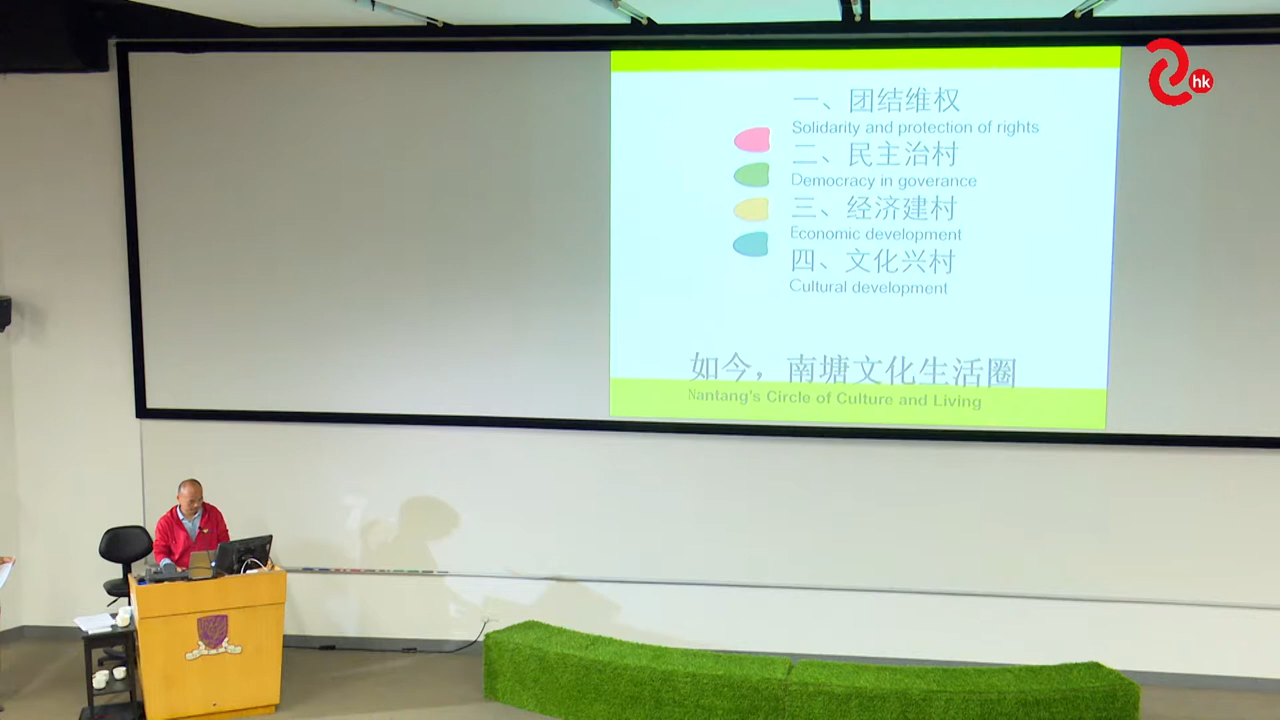 hk
一、团结维权
Solidarity and protection of rights
二、民主治村
Democracy in goverance
三、经济建村
Economic development
四、文化兴村
Cultural development
如今，南塘文化生活圈
Nantang's Circle of Culture and Living